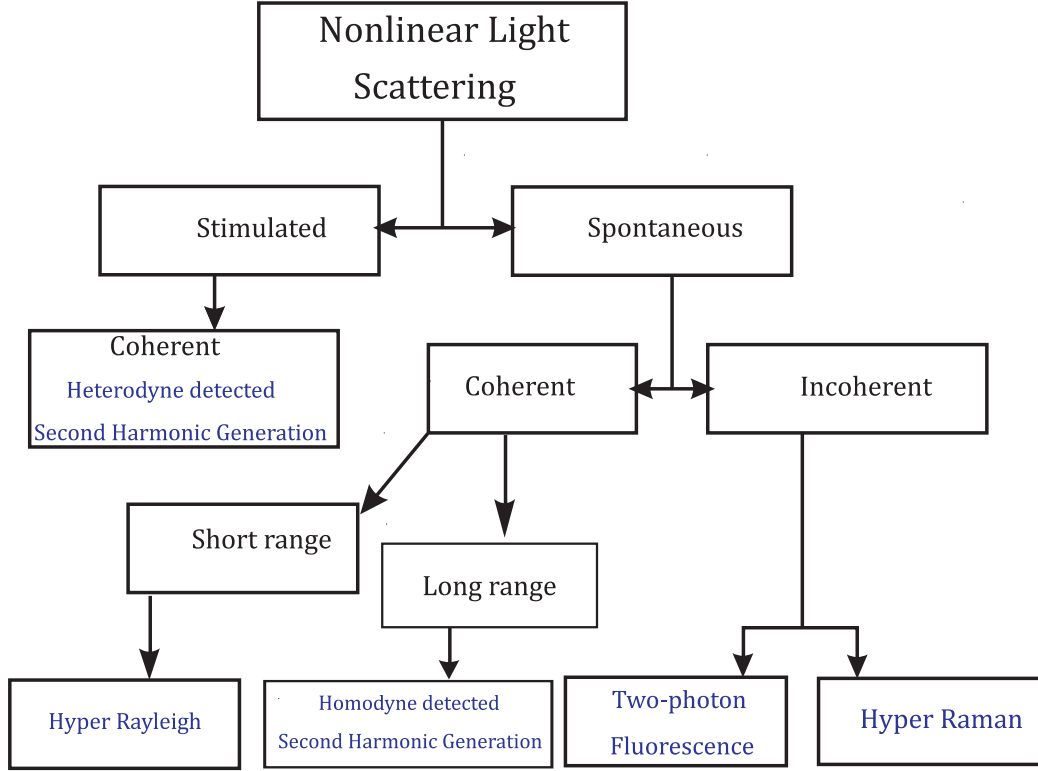 Nonlinear Light
Scattering
Stimulated
Spontaneous
Coherent
Heterodyne detected
Second Harmonic Generation
Coherent
Incoherent
Short range
Long range
Hyper Rayleigh
Homodyne detected
Second Harmonic Generation
Two-photon
Fluorescence
Hyper Raman